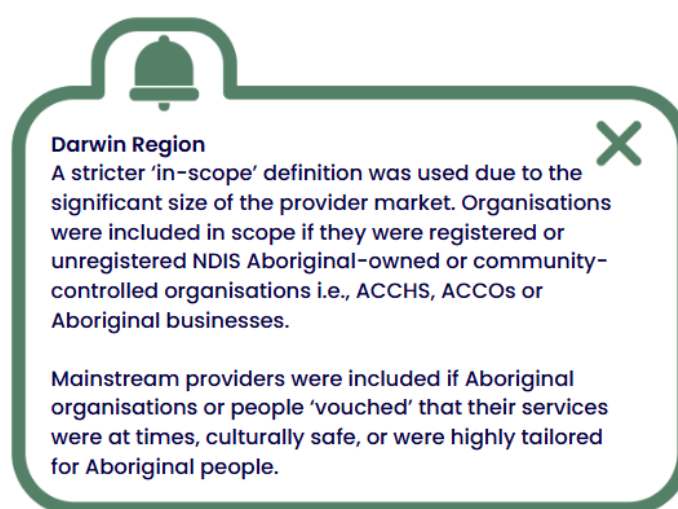 Darwin Region
A stricter ‘in-scope’ definition was used due to the
significant size of the provider market. Organisations
were included in scope if they were registered or
unregistered NDIS Aboriginal-owned or community-
controlled organisations i.e., ACCHS, ACCOs or
Aboriginal businesses.
Mainstream providers were included if Aboriginal
organisations or people ‘vouched’ that their services
were at times, culturally safe, or were highly tailored
for Aboriginal people.